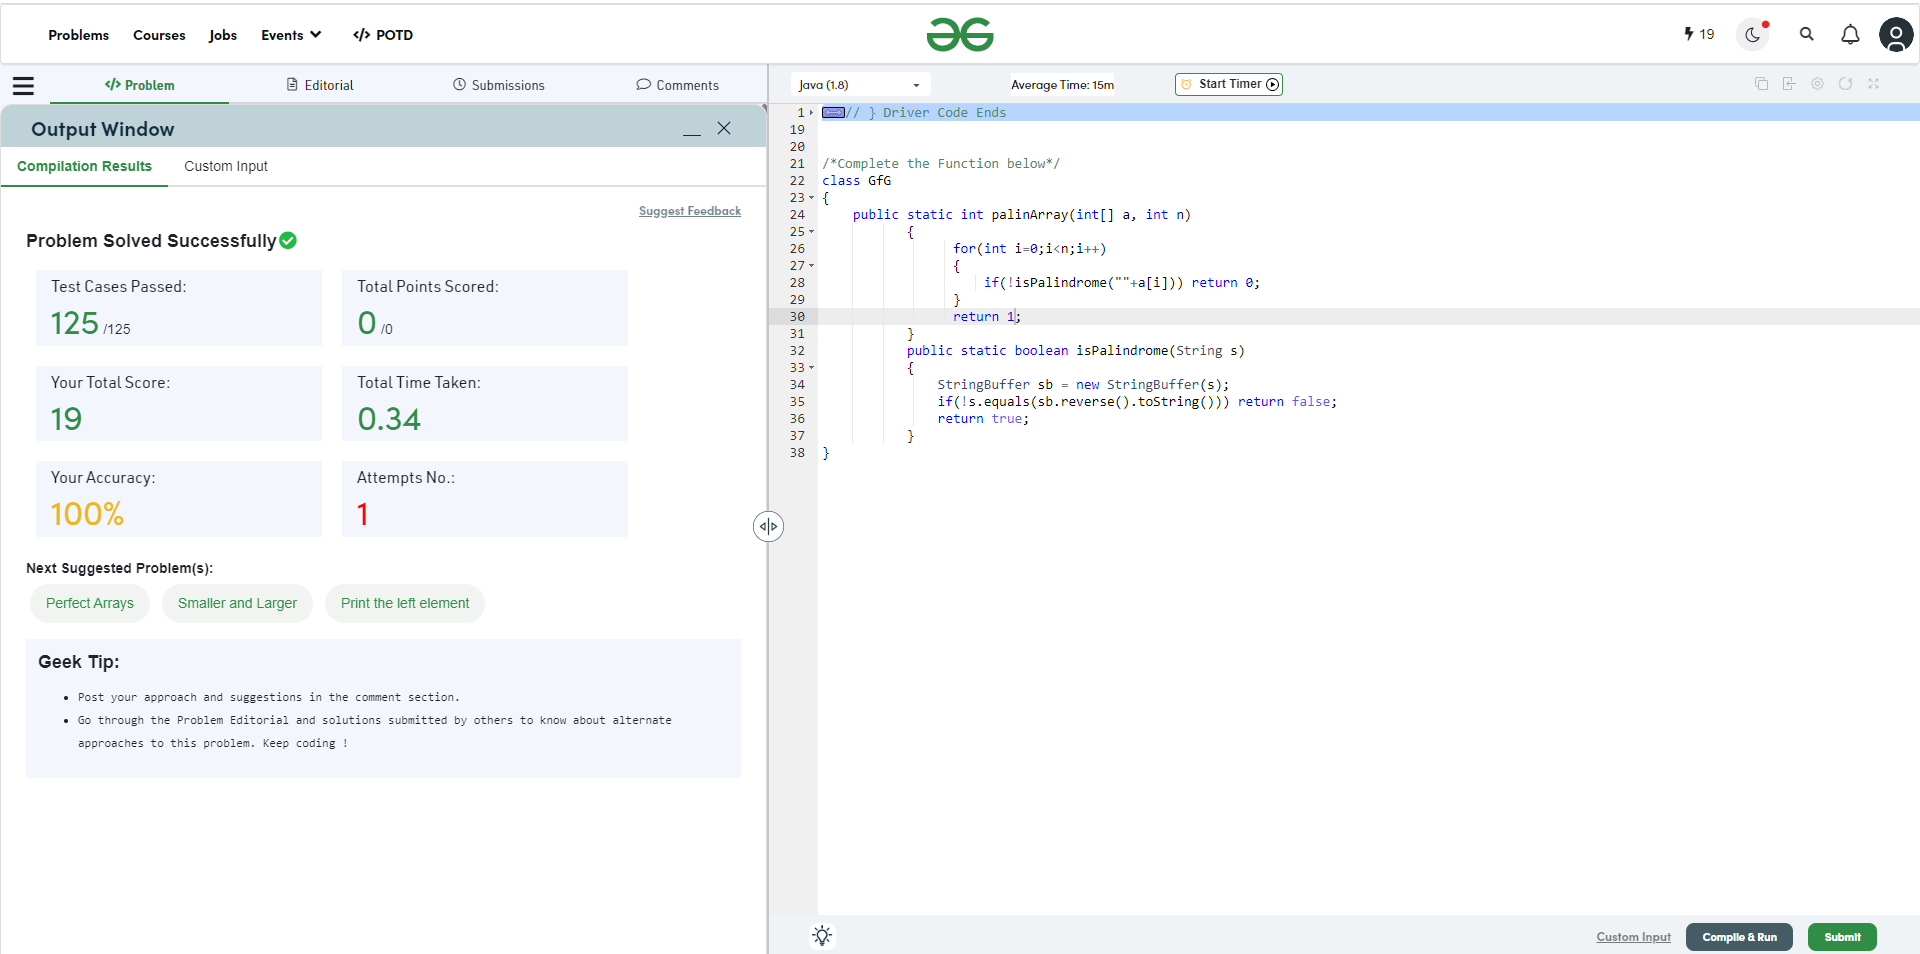 Problems Courses Jobs Events </> POTD
19
</> Problem Editorial Submissions Comments
Output Window
Compilation Results Custom Input
Suggest Feedback
Problem Solved Successfully
Test Cases Passed: Total Points Scored:
125 /125 0 /0
Your Total Score: Total Time Taken:
19 0.34
Your Accuracy: Attempts No.:
100% 1
Next Suggested Problem(s):
Perfect Arrays Smaller and Larger Print the left element
Geek Tip:
• Post your approach and suggestions in the comment section.
• Go through the Problem Editorial and solutions submitted by others to know about alternate
approaches to this problem. Keep coding !
Java (1.8) Average Time: 15m Start Timer
1 // } Driver Code Ends
19
20
21 /*Complete the Function below*/
22 class GfG
23 {
24 public static int palinArray(int[] a, int n)
25 {
26 for(int i=0;i<n;i++)
27 {
28 if(!isPalindrome(""+a[i])) return 0;
29 }
30 return 1;
31 }
32 public static boolean isPalindrome(String s)
33 {
34 StringBuffer sb = new StringBuffer(s);
35 if(!s.equals(sb.reverse().toString())) return false;
36 return true;
37 }
38 }
Custom Input Compile & Run Submit